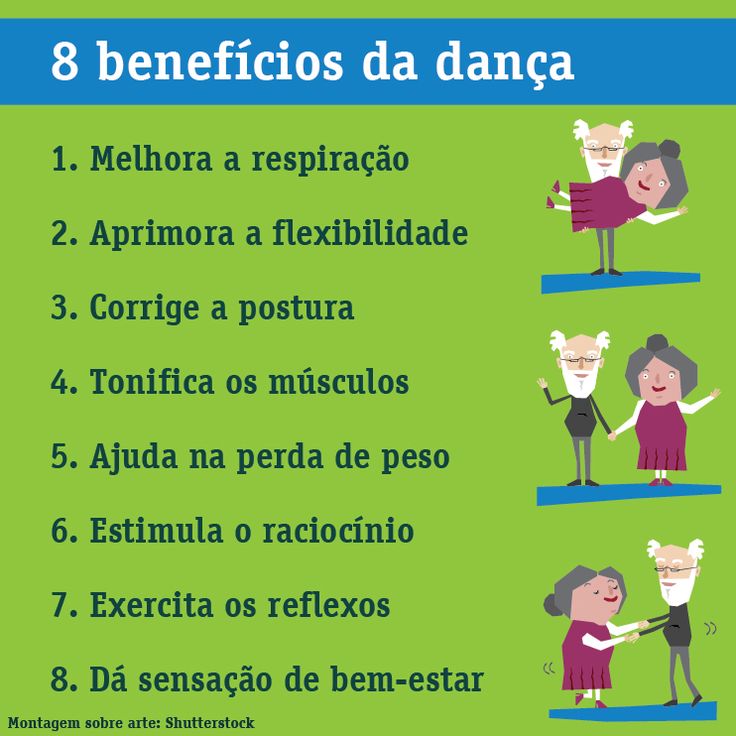 8 benefícios da dança
1. Melhora a respiração
2. Aprimora a flexibilidade
3. Corrige a postura
4. Tonifica os músculos
5. Ajuda na perda de peso
6. Estimula o raciocínio
7. Exercita os reflexos
8. Dá sensação de bem-estar
Montagem sobre arte: Shutterstock